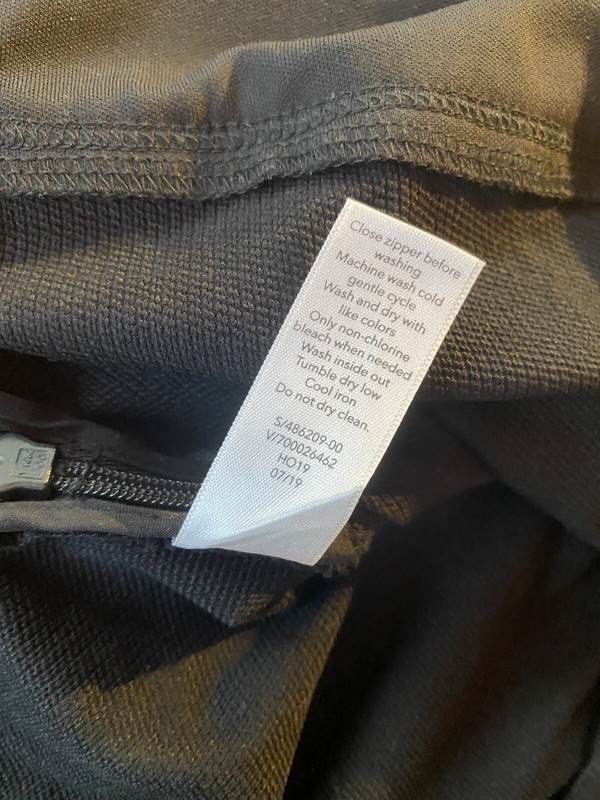 Close zipper before
washing
Machine wash cold
gentle cycle
Wash and dry with
like colors
Only non-chlorine
bleach when needed
Wash inside out
Tumble dry low
Cool iron
Do not dry clean.
S/486209-00
V/700026462
HO19
07/19